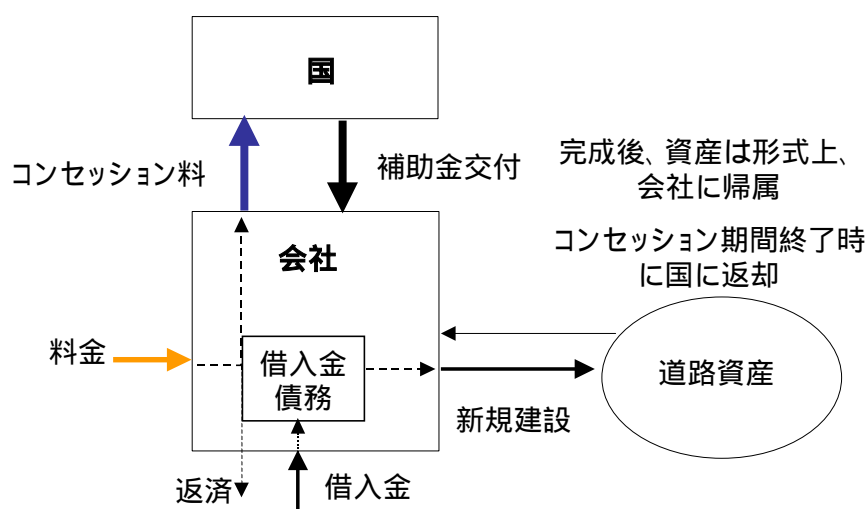 国
コンセッション料
補助金交付
完成後、資産は形式上、
会社に帰属
コンセッション期間終了時
に国に返却
会社
料金
借入金
債務
道路資産
新規建設
返済
借入金